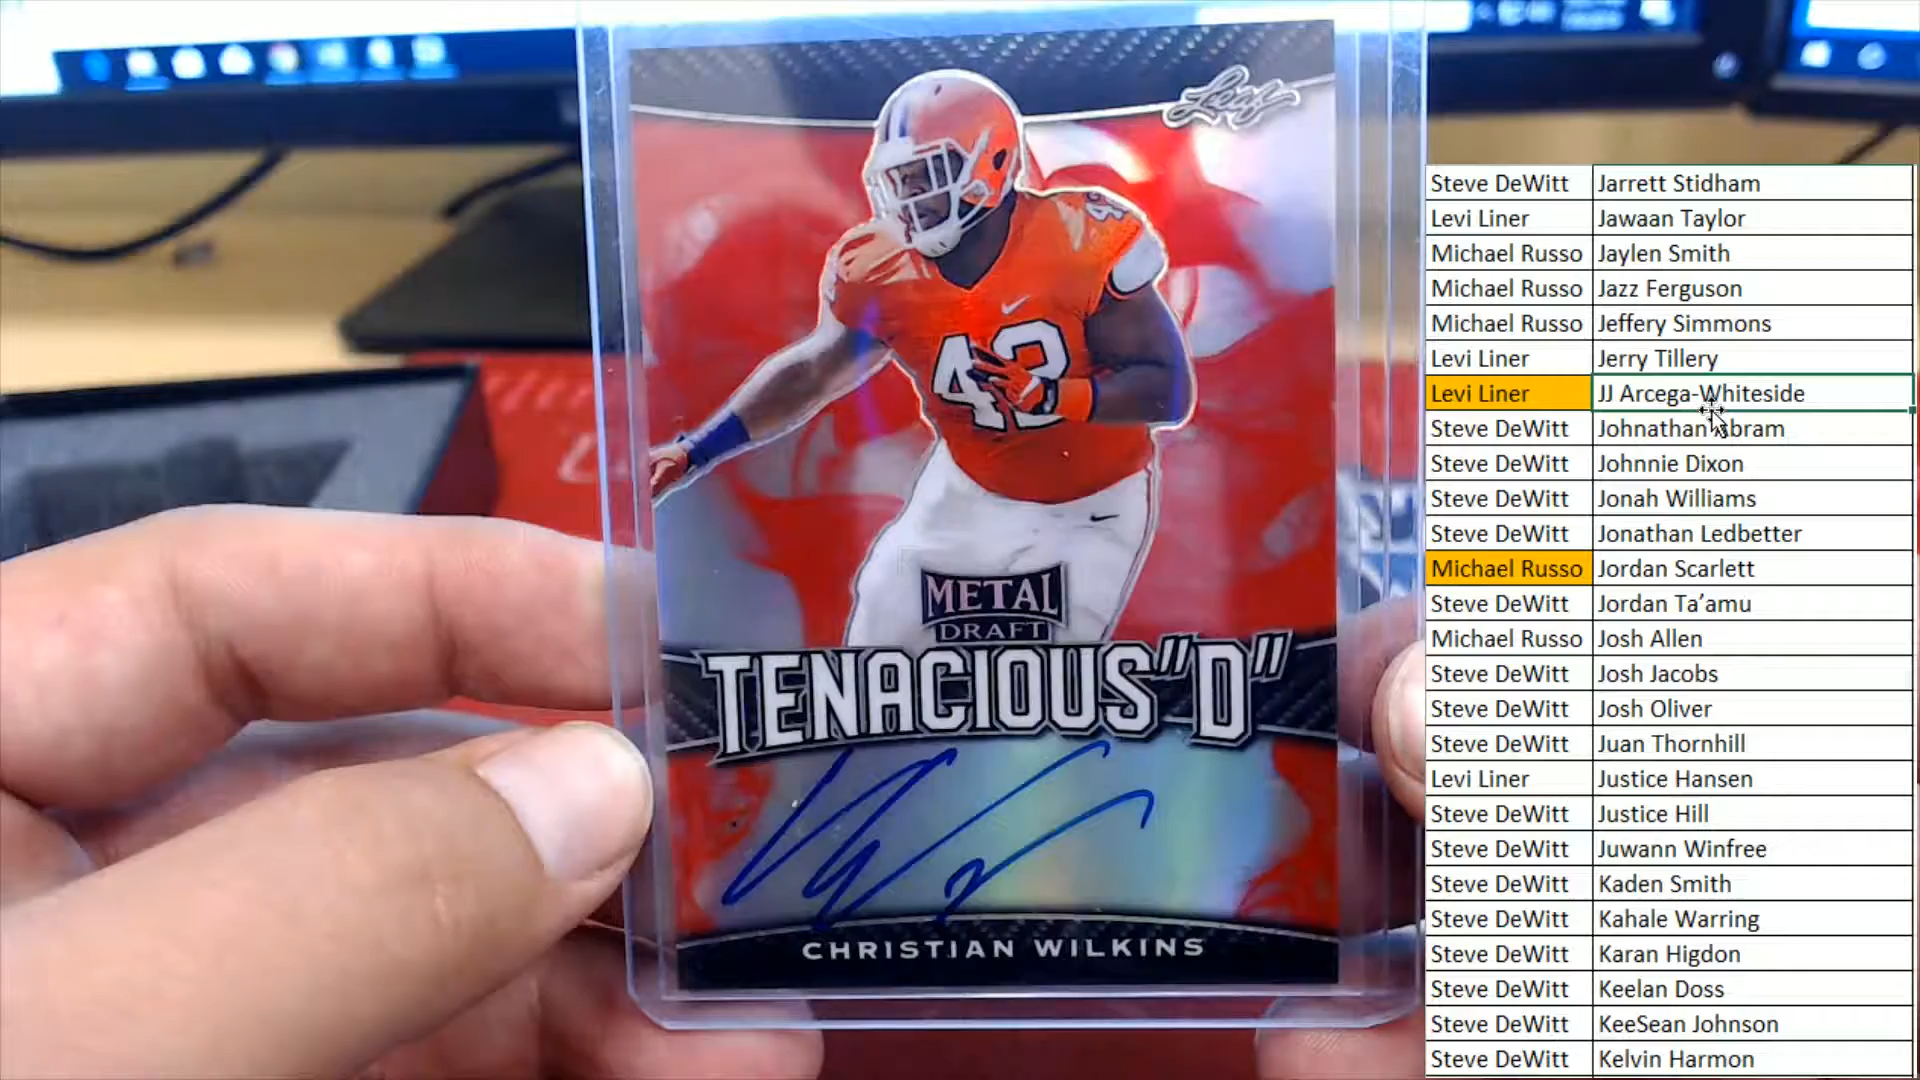 Leaf
42
42
METAL
DRAFT
TENACIOUS"D"
CHRISTIAN WILKINS
Steve DeWitt Jarrett Stidham
Levi Liner Jawaan Taylor
Michael Russo Jaylen Smith
Michael Russo Jazz Ferguson
Michael Russo Jeffery Simmons
Levi Liner Jerry Tillery
Levi Liner JJ Arcega-Whiteside
Steve DeWitt Johnathan Abram
Steve DeWitt Johnnie Dixon
Steve DeWitt Jonah Williams
Steve DeWitt Jonathan Ledbetter
Michael Russo Jordan Scarlett
Steve DeWitt Jordan Ta’amu
Michael Russo Josh Allen
Steve DeWitt Josh Jacobs
Steve DeWitt Josh Oliver
Steve DeWitt Juan Thornhill
Levi Liner Justice Hansen
Steve DeWitt Justice Hill
Steve DeWitt Juwann Winfree
Steve DeWitt Kaden Smith
Steve DeWitt Kahale Warring
Steve DeWitt Karan Higdon
Steve DeWitt Keelan Doss
Steve DeWitt KeeSean Johnson
Steve DeWitt Kelvin Harmon